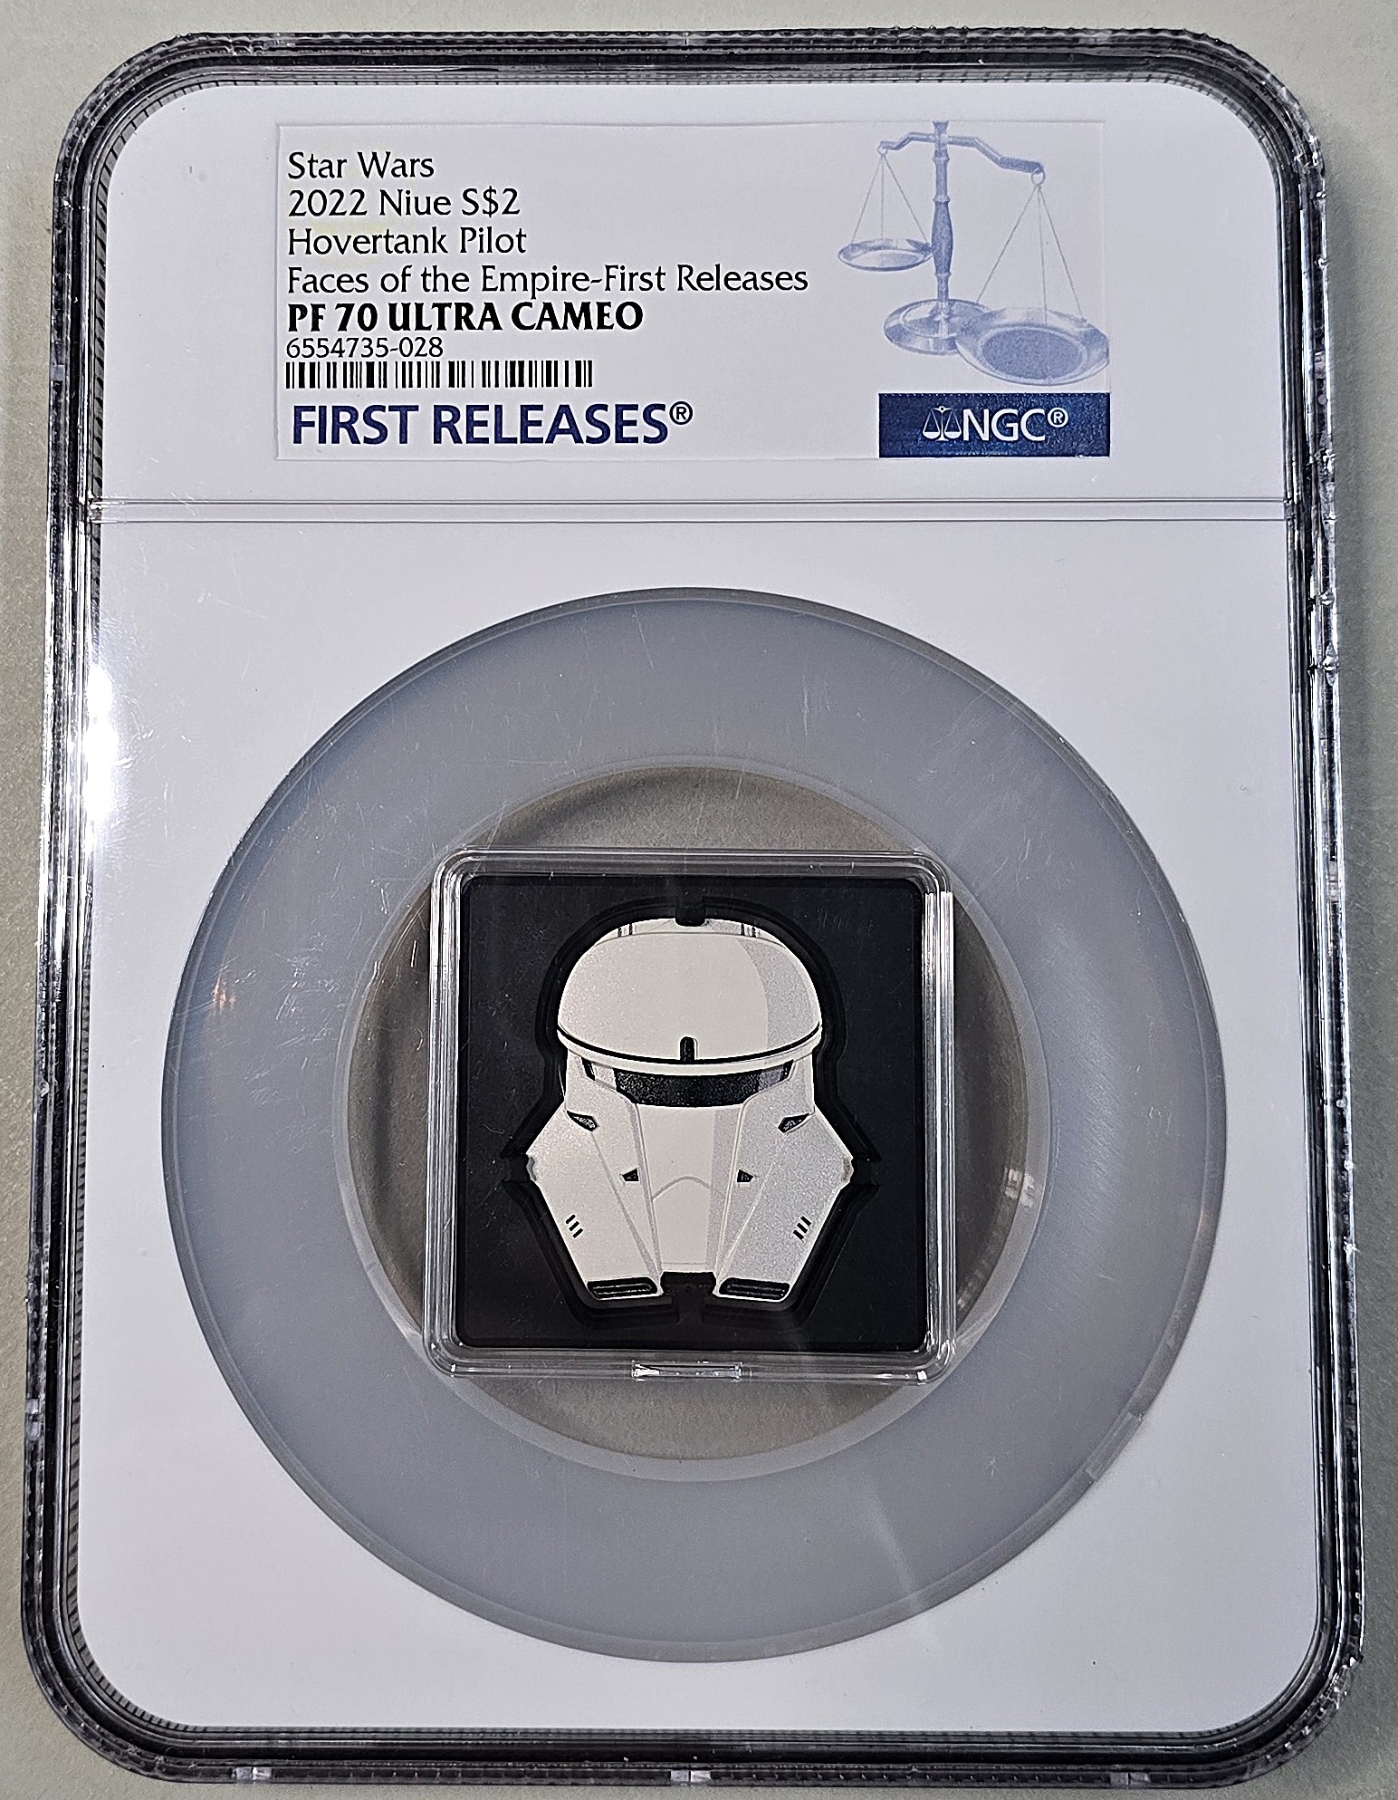 Star Wars
2022 Niue S$2
Hovertank Pilot
Faces of the Empire-First Releases
PF 70 ULTRA CAMEO
6554735-028
FIRST RELEASES®
NGC®